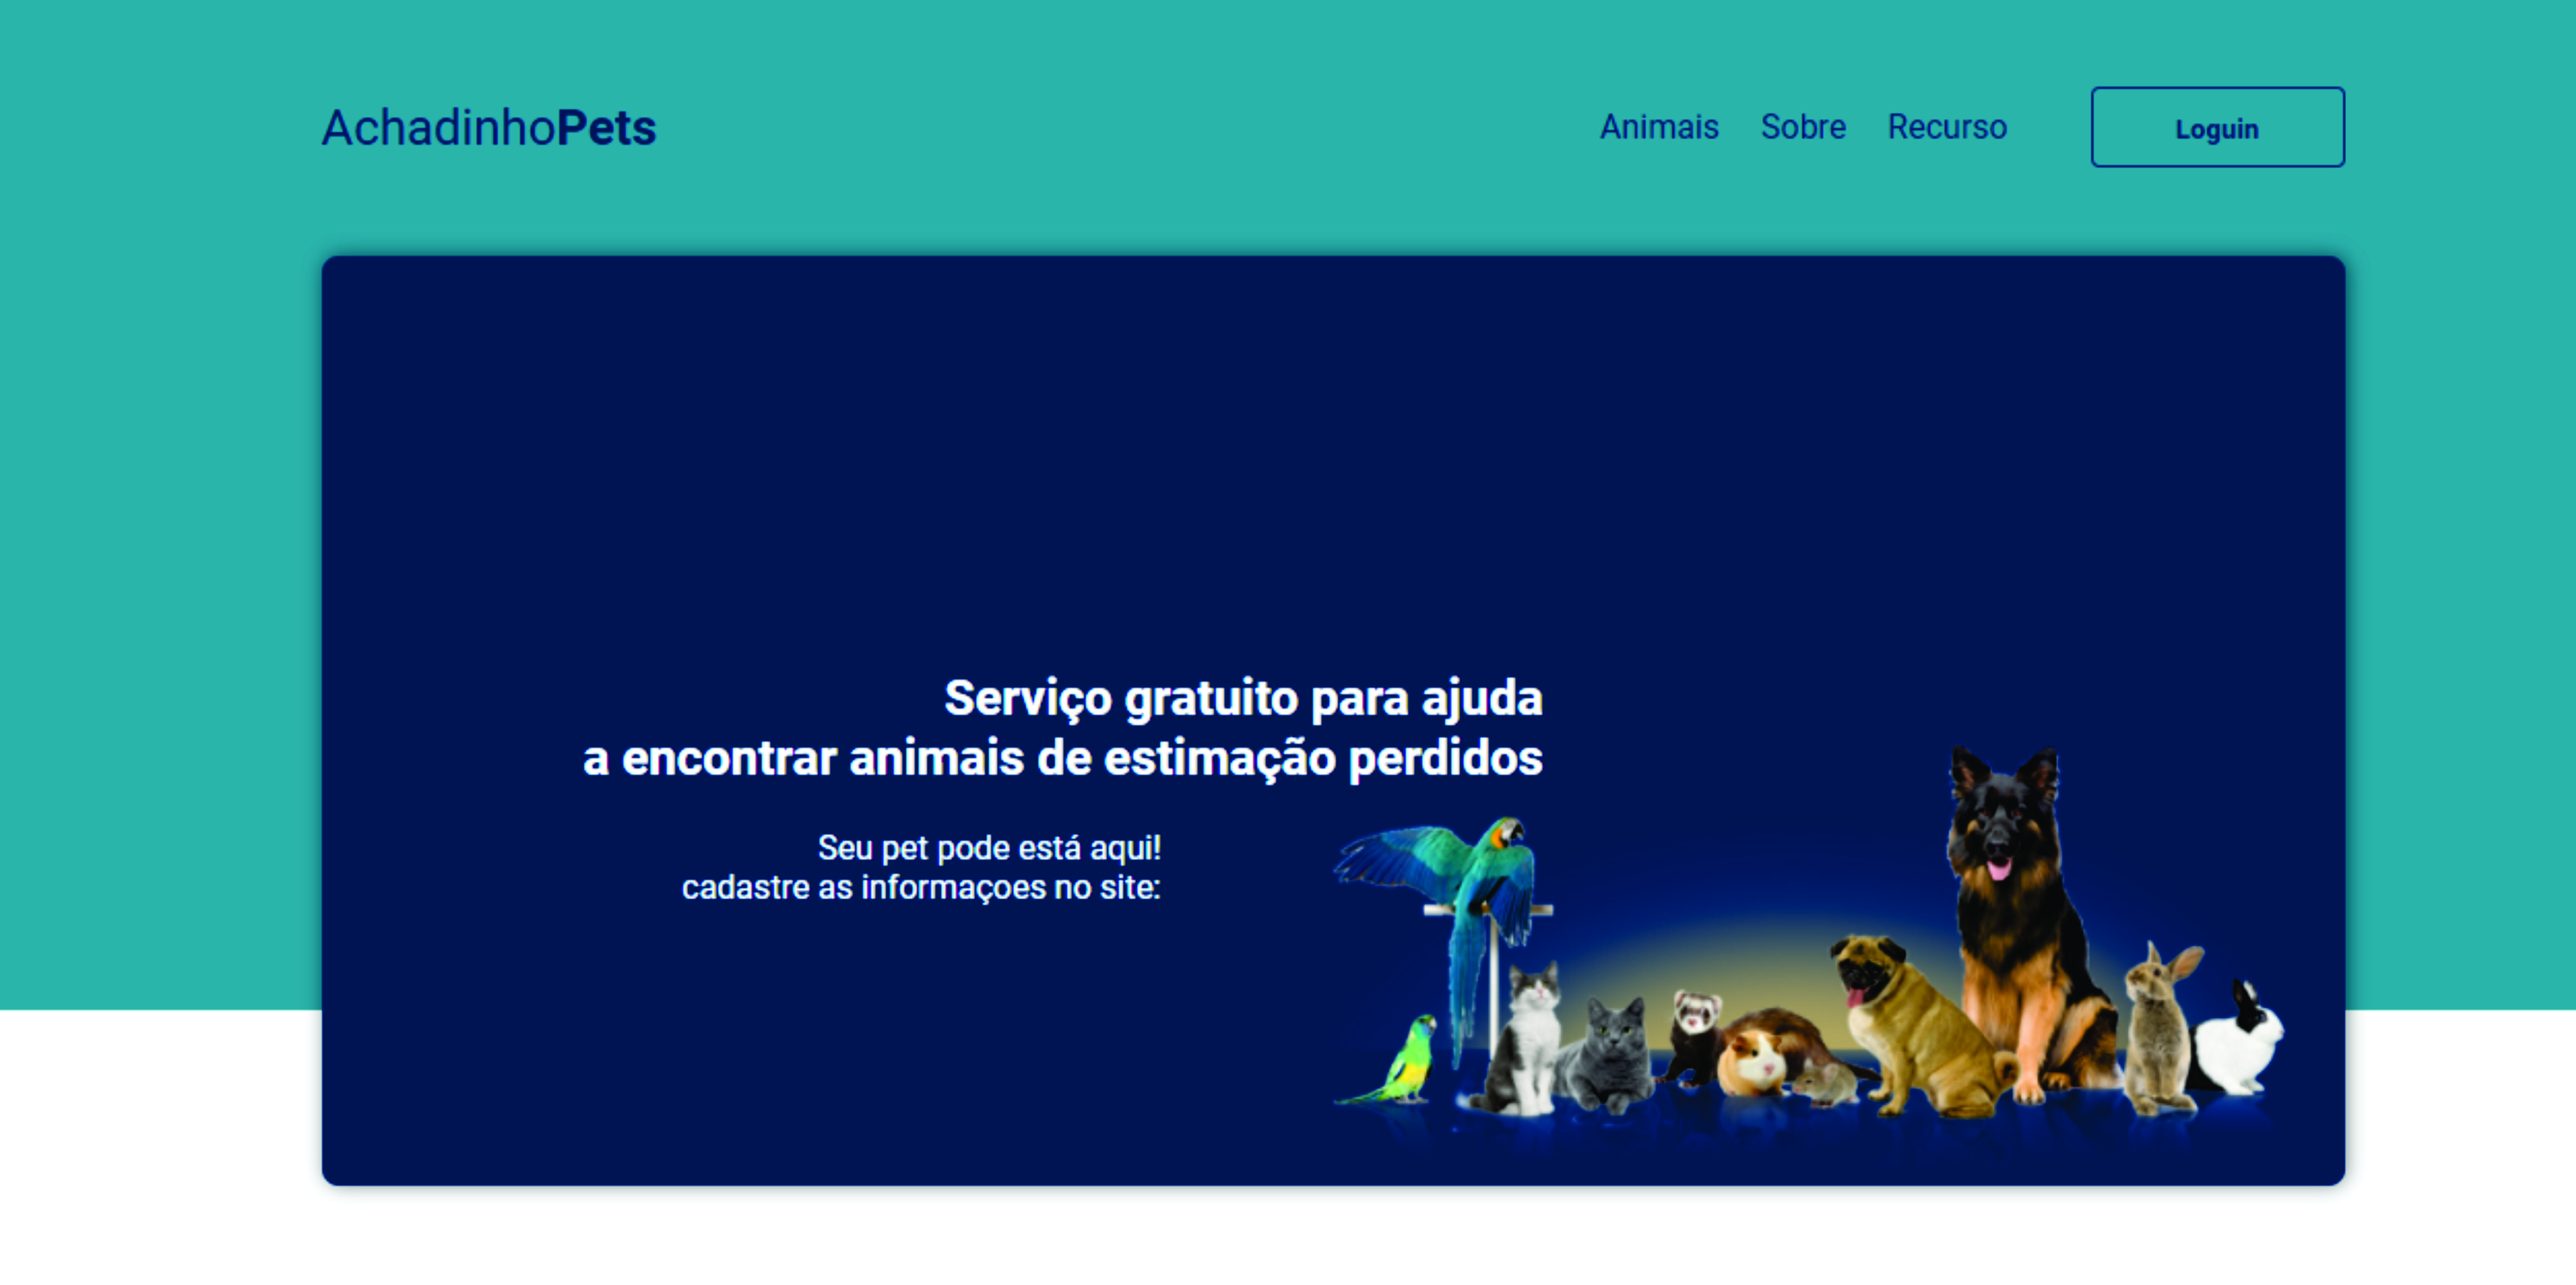 AchadinhoPets
Animais Sobre Recurso Loguin
Serviço gratuito para ajuda
a encontrar animais de estimação perdidos
Seu pet pode está aqui!
cadastre as informaçoes no site: